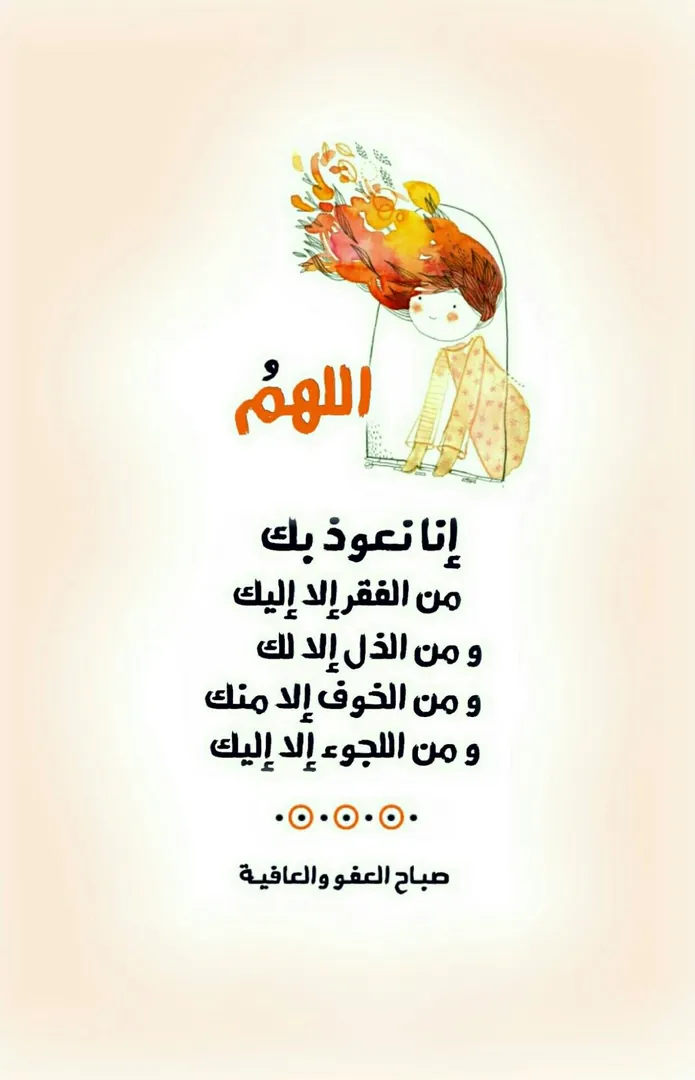 اللهمُ
إنا نعوذ بك
من الفقر إلا إليك
و من الذل إلا لك
و من الخوف إلا منك
و من اللجوء إلا إليك
صباح العفو والعافية